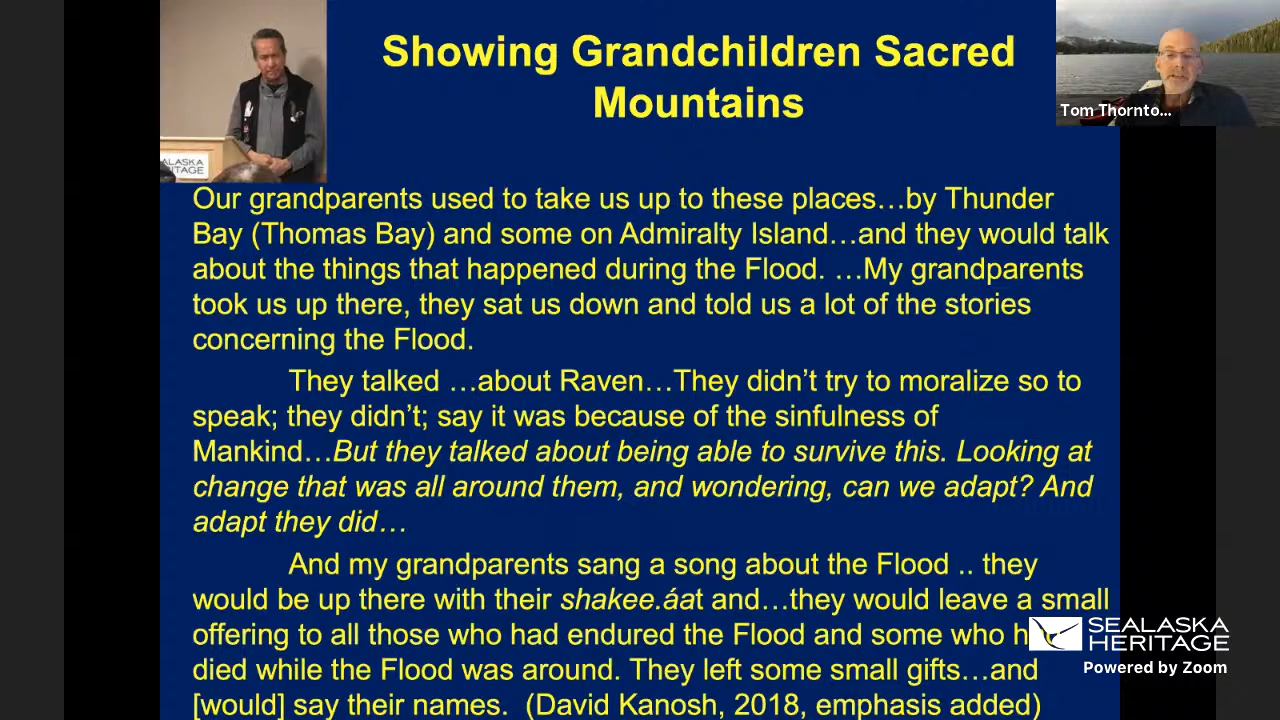 Showing Grandchildren Sacred
Mountains
Tom Thornto...
ALASKA
HERITAGE
Our grandparents used to take us up to these places…by Thunder
Bay (Thomas Bay) and some on Admiralty Island…and they would talk
about the things that happened during the Flood. …My grandparents
took us up there, they sat us down and told us a lot of the stories
concerning the Flood.
They talked …about Raven…They didn’t try to moralize so to
speak; they didn’t; say it was because of the sinfulness of
Mankind…But they talked about being able to survive this. Looking at
change that was all around them, and wondering, can we adapt? And
adapt they did…
And my grandparents sang a song about the Flood .. they
would be up there with their shakee.áat and…they would leave a small
offering to all those who had endured the Flood and some who
died while the Flood was around. They left some small gifts…and
[would] say their names. (David Kanosh, 2018, emphasis added)
SEALASKA
HERITAGE
Powered by Zoom